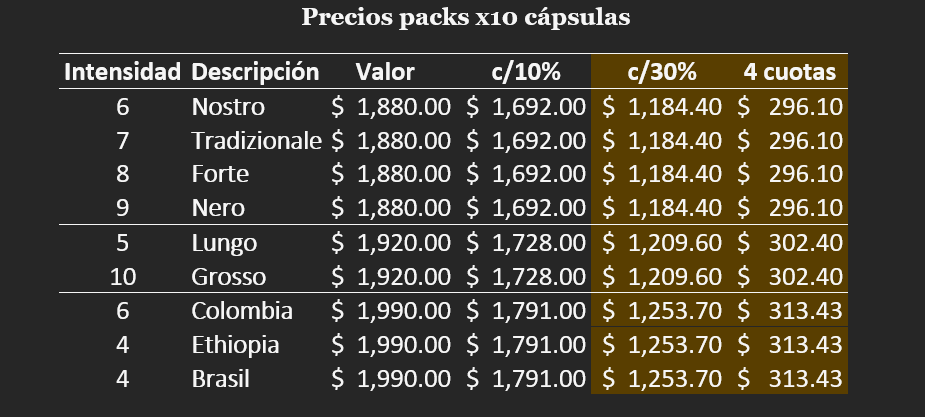 Precios packs x10 cápsulas
Intensidad Descripción Valor c/10% c/30% 4 cuotas
6 Nostro $ 1,880.00 $ 1,692.00 $ 1,184.40 $ 296.10
7 Tradizionale $ 1,880.00 $ 1,692.00 $ 1,184.40 $ 296.10
8 Forte $ 1,880.00 $ 1,692.00 $ 1,184.40 $ 296.10
9 Nero $ 1,880.00 $ 1,692.00 $ 1,184.40 $ 296.10
5 Lungo $ 1,920.00 $ 1,728.00 $ 1,209.60 $ 302.40
10 Grosso $ 1,920.00 $ 1,728.00 $ 1,209.60 $ 302.40
6 Colombia $ 1,990.00 $ 1,791.00 $ 1,253.70 $ 313.43
4 Ethiopia $ 1,990.00 $ 1,791.00 $ 1,253.70 $ 313.43
4 Brasil $ 1,990.00 $ 1,791.00 $ 1,253.70 $ 313.43